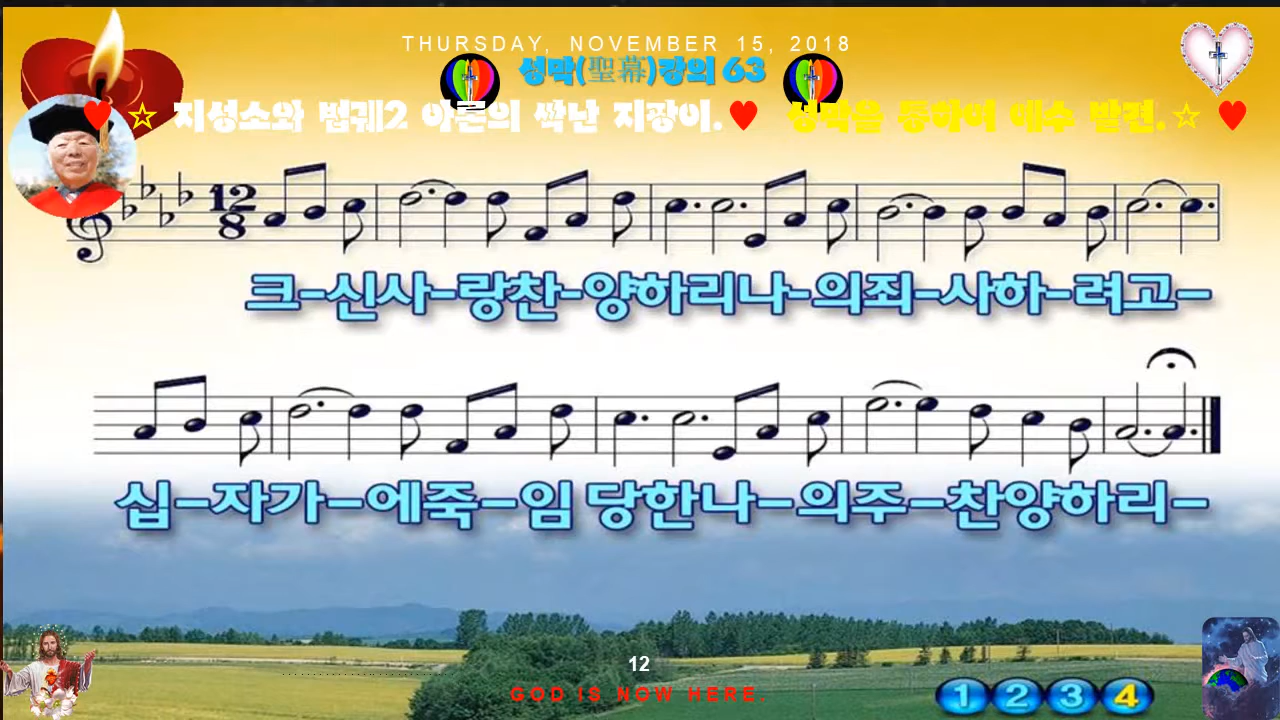 THURSDAY, NOVEMBER 15, 2018
성막(聖幕)강의 63
♥ ☆ 지성소와 법궤2 아론의 싹난 지팡이.♥ 성막을 통하여 예수 발견.☆ ♥
12
8
크-신사-랑찬-양하리나-의죄-사하-려고-
십-자가-에죽-임 당한나-의주-찬양하리-
12
GOD IS NOW HERE.
1 2 3 4